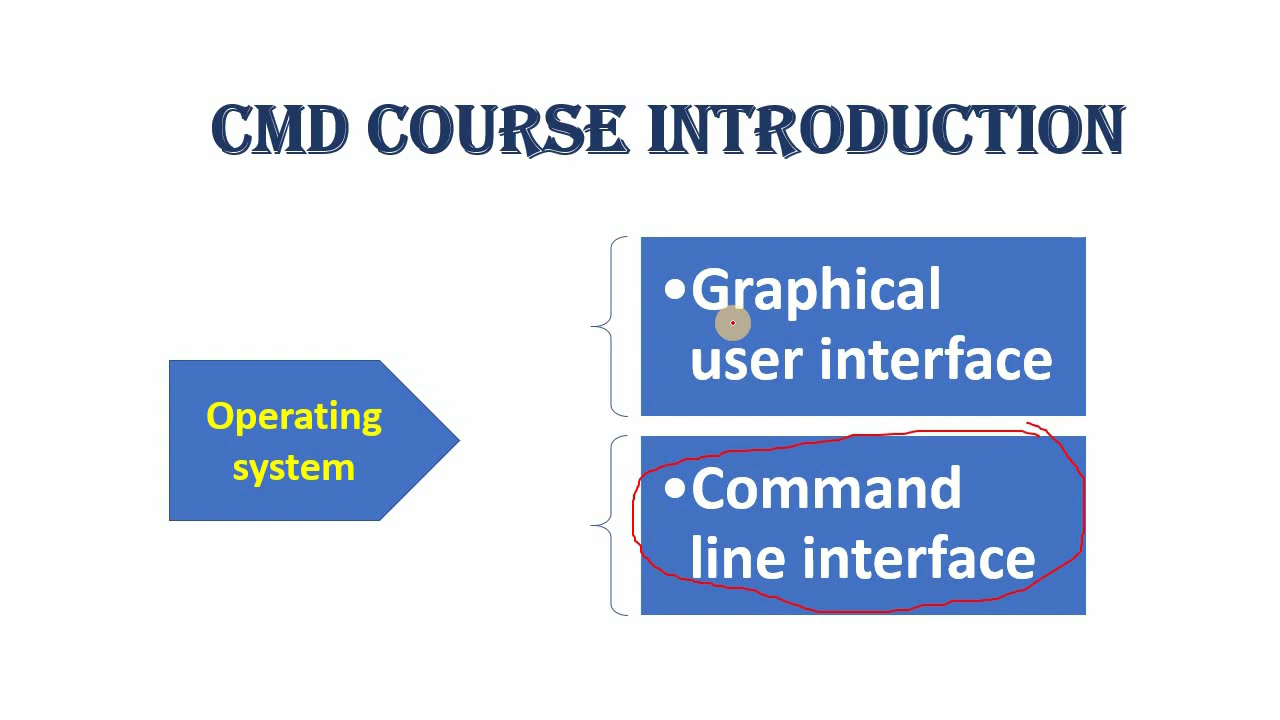 CMD COURSE INTRODUCTION
•Graphical
user interface
Operating
system
•Command
line interface